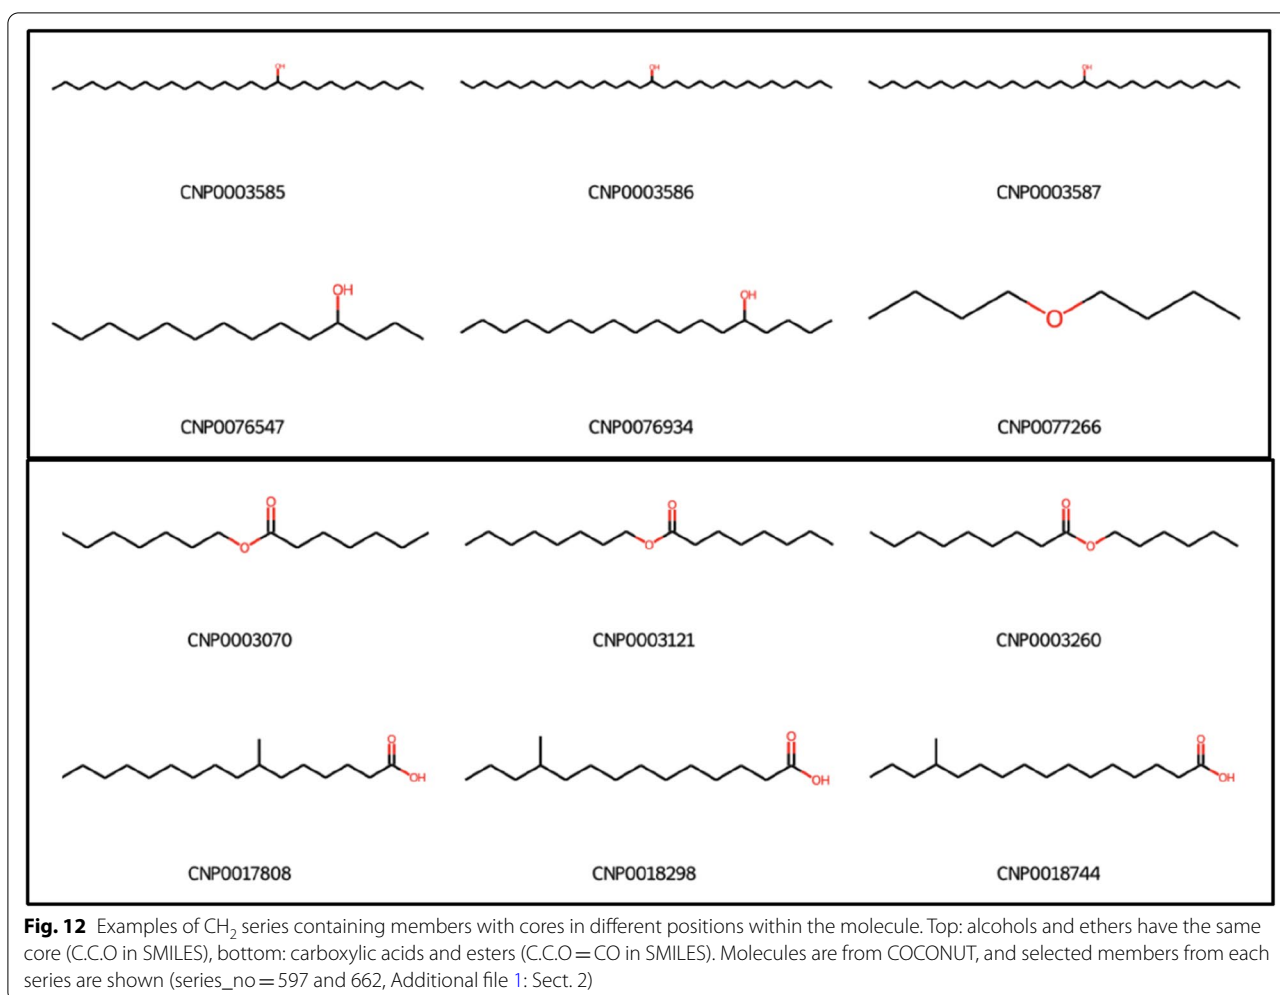 OH OH OH
CNP0003585 CNP0003586 CNP0003587
OH OH O
CNP0076547 CNP0076934 CNP0077266
O O O
O O O
CNP0003070 CNP0003121 CNP0003260
O O O
OH OH OH
CNP0017808 CNP0018298 CNP0018744
Fig. 12 Examples of CH₂ series containing members with cores in different positions within the molecule. Top: alcohols and ethers have the same
core (C.C.O in SMILES), bottom: carboxylic acids and esters (C.C.O=CO in SMILES). Molecules are from COCONUT, and selected members from each
series are shown (series_no=597 and 662, Additional file 1: Sect. 2)